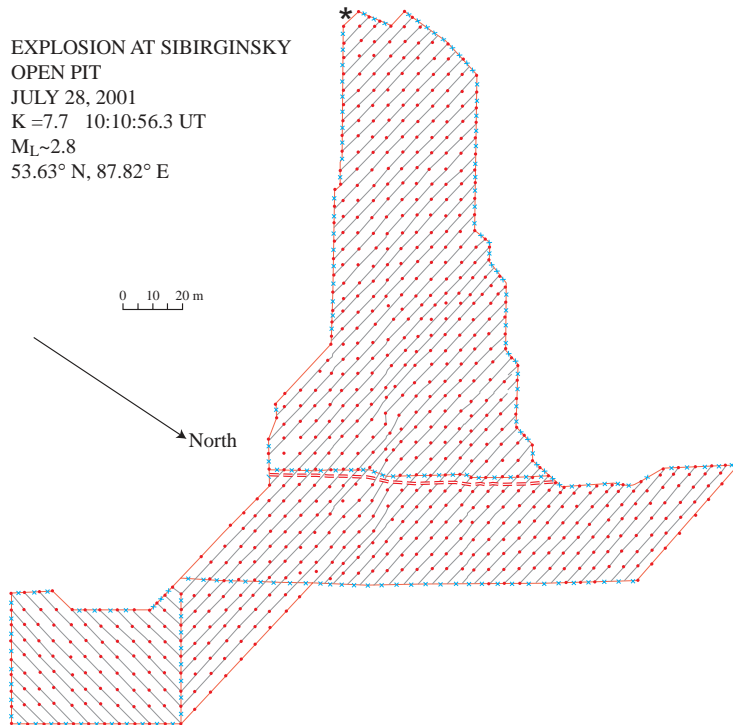 *
EXPLOSION AT SIBIRGINSKY
OPEN PIT
JULY 28, 2001
K =7.7 10:10:56.3 UT
M_L~2.8
53.63° N, 87.82° E
0 10 20 m
North